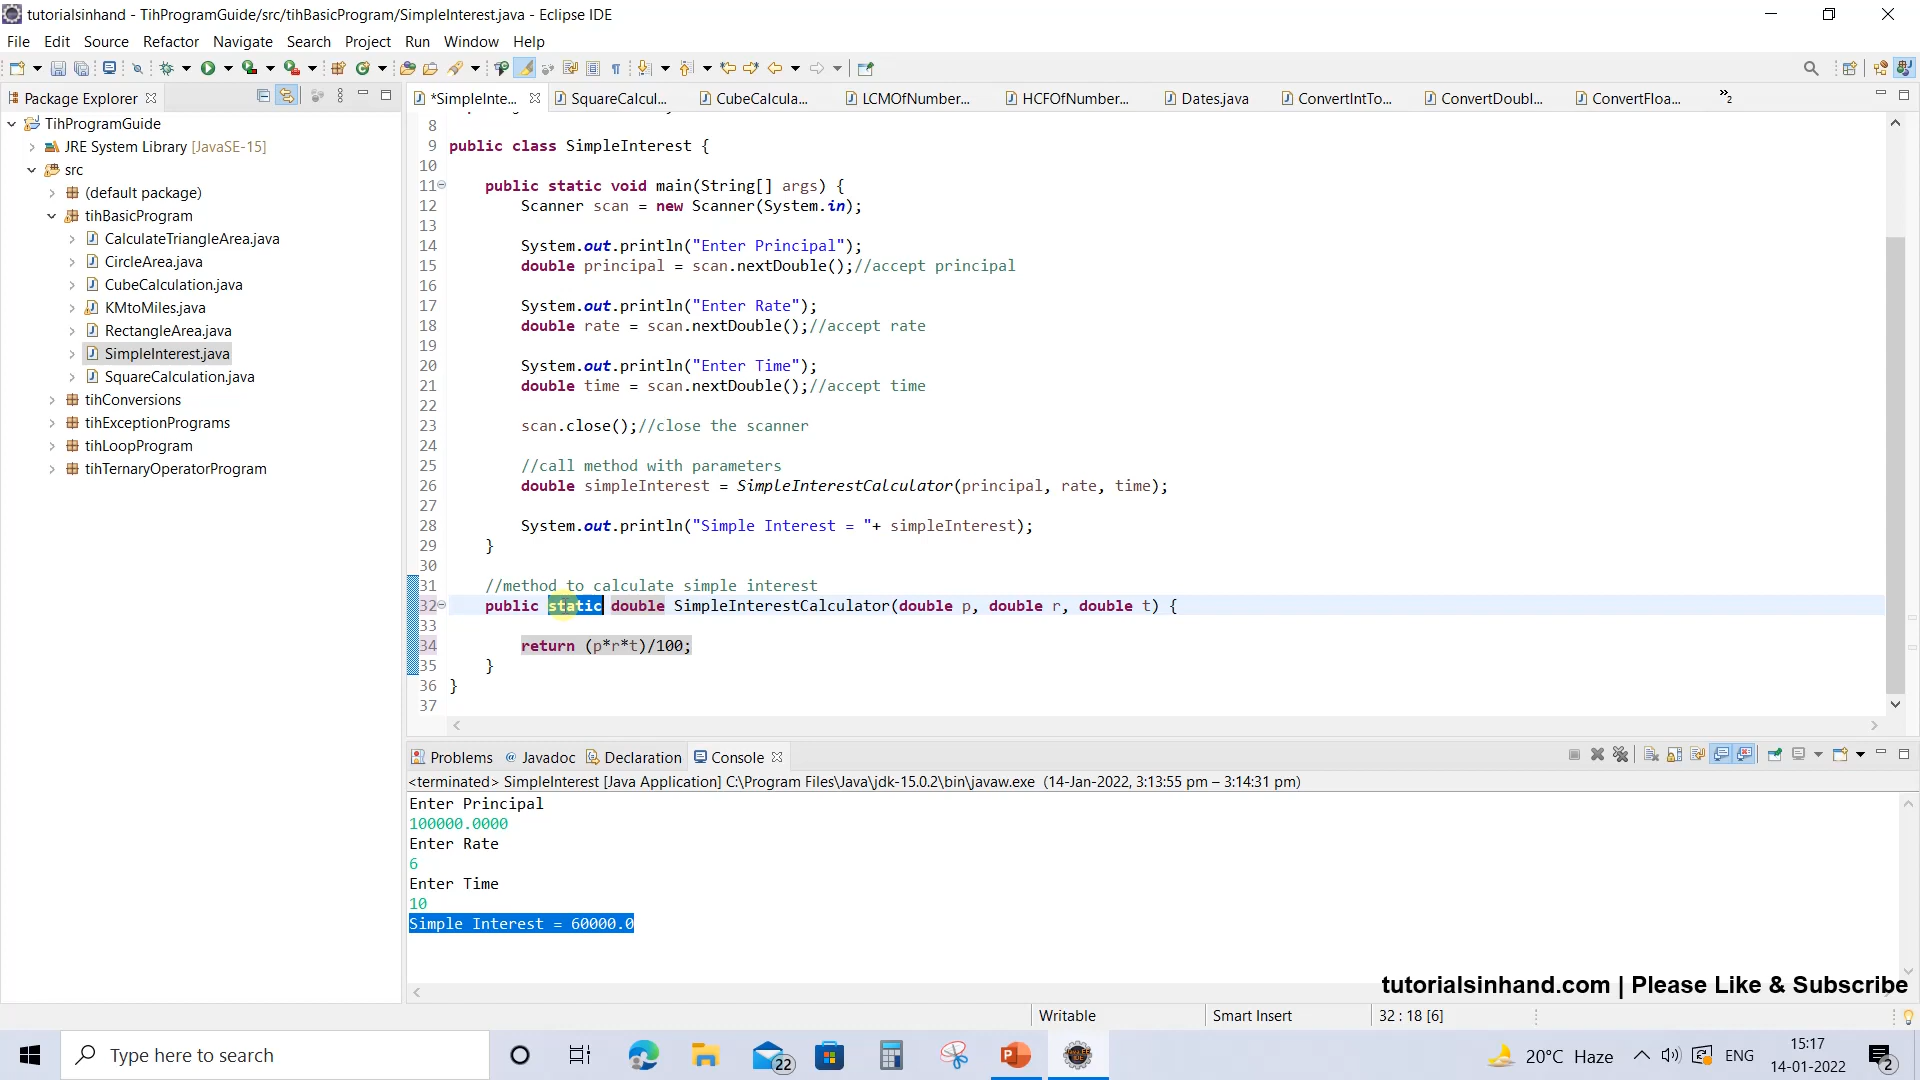 tutorialsinhand - TihProgramGuide/src/tihBasicProgram/SimpleInterest.java - Eclipse IDE
File Edit Source Refactor Navigate Search Project Run Window Help
Package Explorer
*SimpleInte... SquareCalcul... CubeCalcula... LCMOfNumber... HCFOfNumber... Dates.java ConvertIntTo... ConvertDoubl... ConvertFloa... »2
TihProgramGuide
JRE System Library [JavaSE-15]
src
(default package)
tihBasicProgram
CalculateTriangleArea.java
CircleArea.java
CubeCalculation.java
KMtoMiles.java
RectangleArea.java
SimpleInterest.java
SquareCalculation.java
tihConversions
tihExceptionPrograms
tihLoopProgram
tihTernaryOperatorProgram
8
9 public class SimpleInterest {
10
11 public static void main(String[] args) {
12 Scanner scan = new Scanner(System.in);
13
14 System.out.println("Enter Principal");
15 double principal = scan.nextDouble();//accept principal
16
17 System.out.println("Enter Rate");
18 double rate = scan.nextDouble();//accept rate
19
20 System.out.println("Enter Time");
21 double time = scan.nextDouble();//accept time
22
23 scan.close();//close the scanner
24
25 //call method with parameters
26 double simpleInterest = SimpleInterestCalculator(principal, rate, time);
27
28 System.out.println("Simple Interest = "+ simpleInterest);
29 }
30
31 //method to calculate simple interest
32 public static double SimpleInterestCalculator(double p, double r, double t) {
33
34 return (p*r*t)/100;
35 }
36 }
37
Problems Javadoc Declaration Console
<terminated> SimpleInterest [Java Application] C:\Program Files\Java\jdk-15.0.2\bin\javaw.exe (14-Jan-2022, 3:13:55 pm – 3:14:31 pm)
Enter Principal
100000.0000
Enter Rate
6
Enter Time
10
Simple Interest = 60000.0
tutorialsinhand.com | Please Like & Subscribe
Writable Smart Insert 32 : 18 [6]
Type here to search
22
20°C Haze ENG
15:17
14-01-2022
2